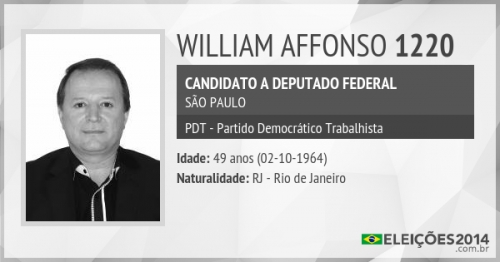 WILLIAM AFFONSO 1220
CANDIDATO A DEPUTADO FEDERAL
SÃO PAULO
PDT - Partido Democrático Trabalhista
Idade: 49 anos (02-10-1964)
Naturalidade: RJ - Rio de Janeiro
ELEIÇÕES2014
.com.br